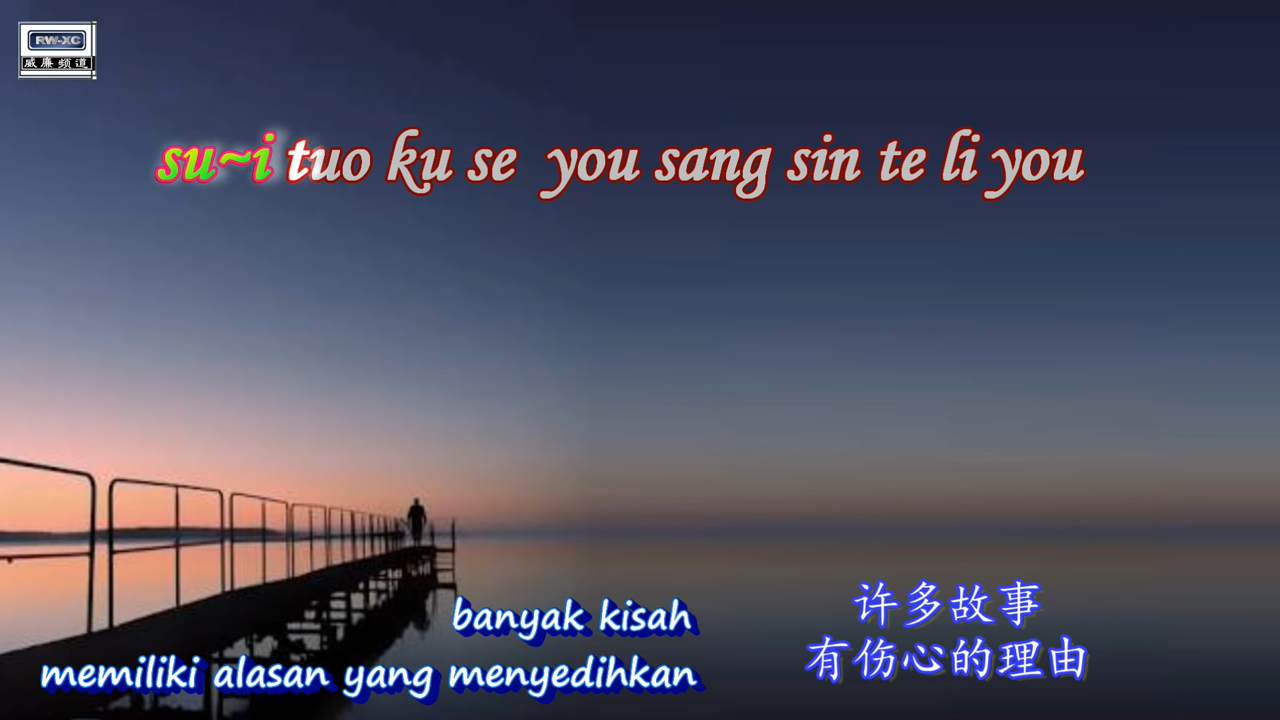 RW-XC
威廉频道
su~i tuo ku se you sang sin te li you
banyak kisah
memiliki alasan yang menyedihkan
许多故事
有伤心的理由